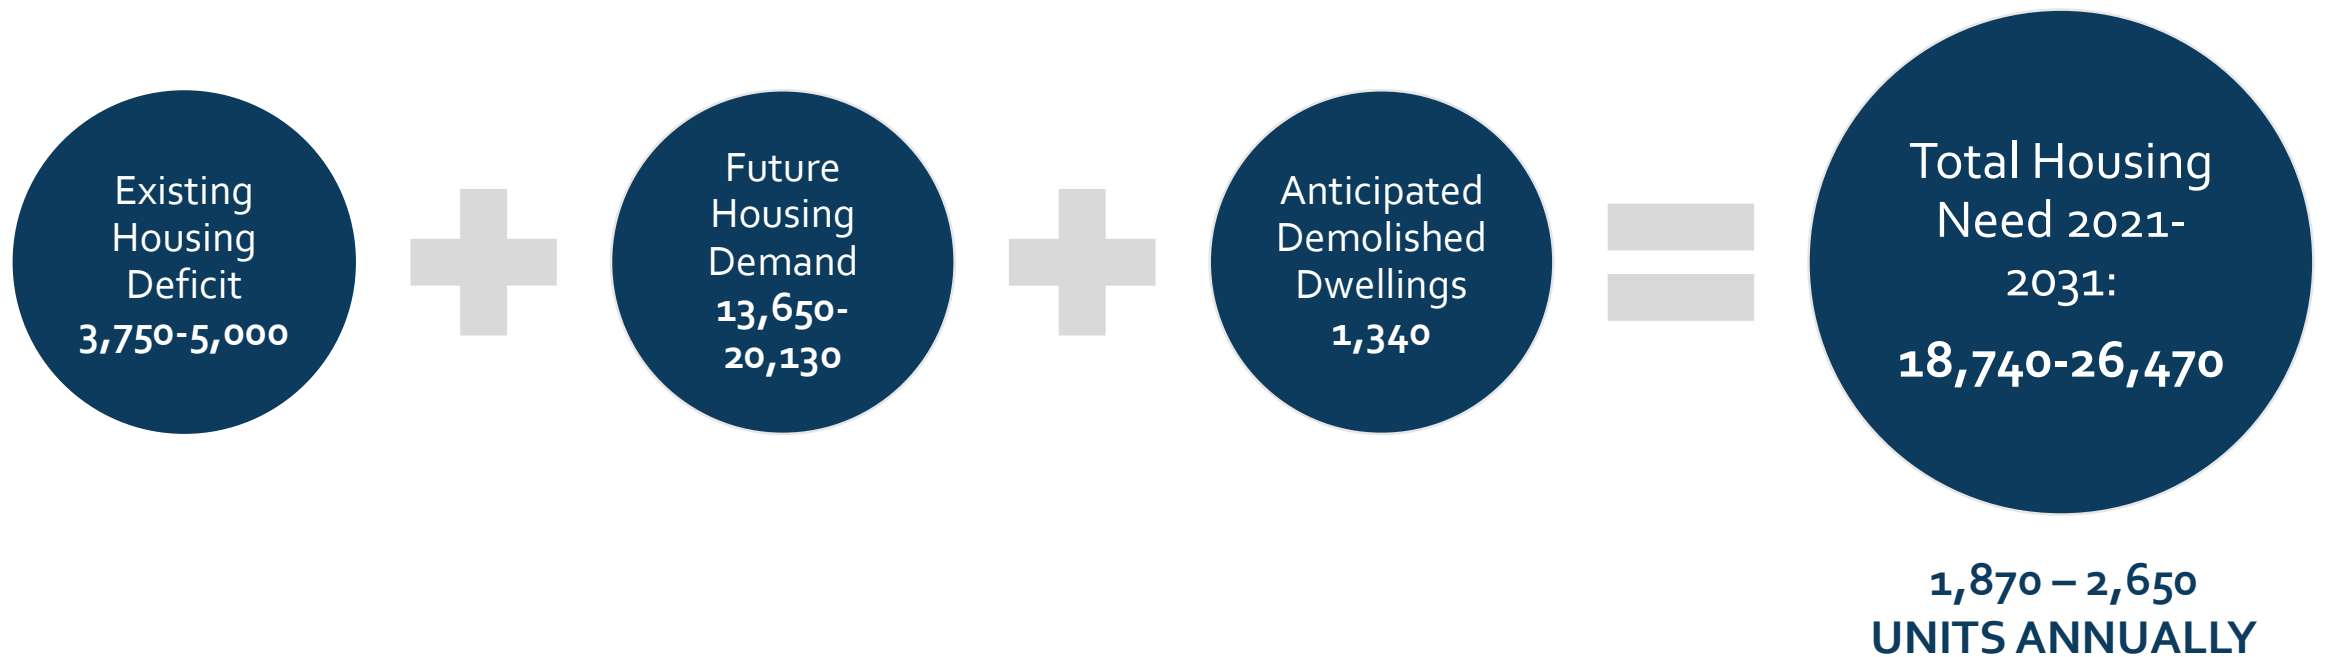 Existing
Housing
Deficit
3,750-5,000
Future
Housing
Demand
13,650-
20,130
Anticipated
Demolished
Dwellings
1,340
Total Housing
Need 2021-
2031:
18,740-26,470
1,870 – 2,650
UNITS ANNUALLY